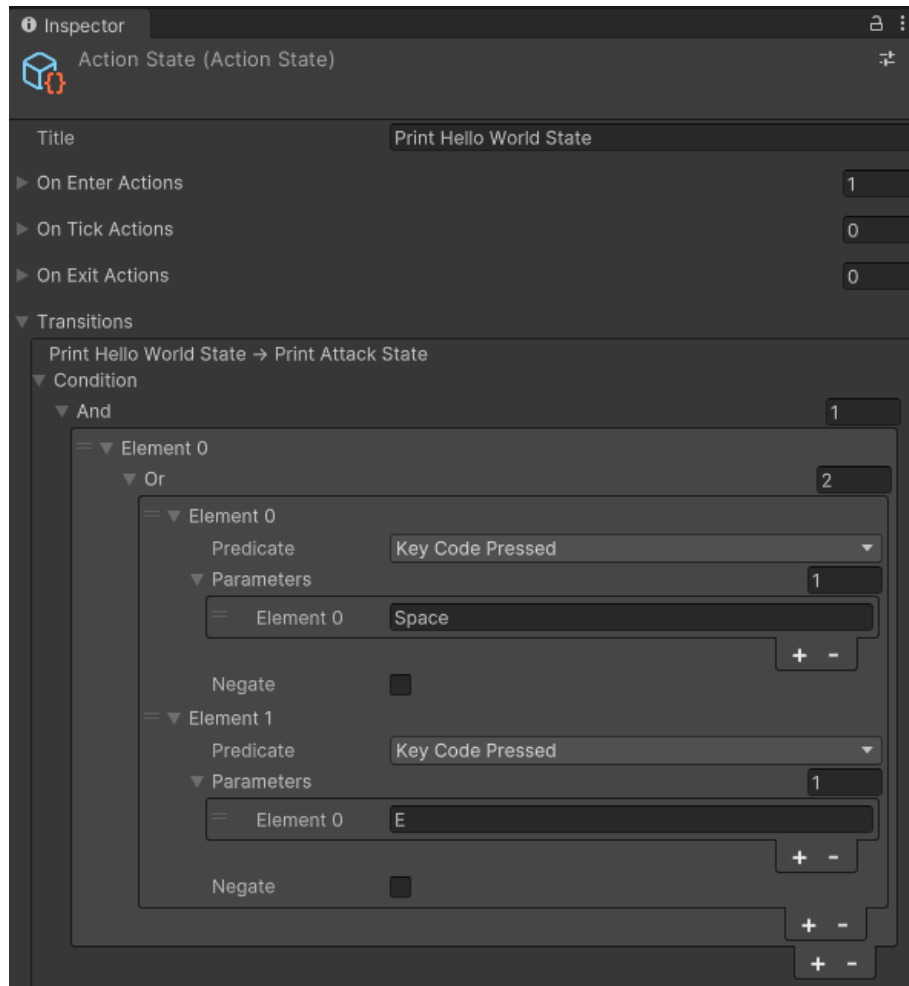 Inspector
Action State (Action State)
Title Print Hello World State
On Enter Actions 1
On Tick Actions 0
On Exit Actions 0
Transitions
Print Hello World State → Print Attack State
Condition
And 1
Element 0
Or 2
Element 0
Predicate Key Code Pressed
Parameters 1
Element 0 Space
+ -
Negate
Element 1
Predicate Key Code Pressed
Parameters 1
Element 0 E
+ -
Negate
+ -
+ -